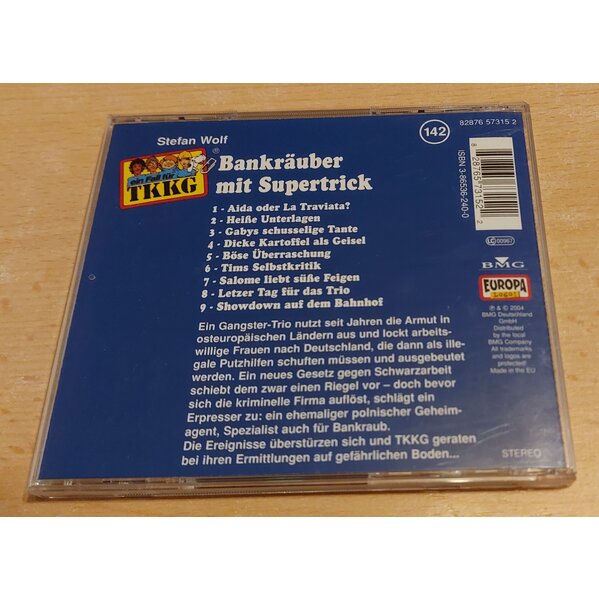 Stefan Wolf
142
82876 57315 2
ein Fall für
TKKG
®
Bankräuber
mit Supertrick
1 - Aida oder La Traviata?
2 - Heiße Unterlagen
3 - Gabys schusselige Tante
4 - Dicke Kartoffel als Geisel
5 - Böse Überraschung
6 - Tims Selbstkritik
7 - Salome liebt süße Feigen
8 - Letzer Tag für das Trio
9 - Showdown auf dem Bahnhof
Ein Gangster-Trio nutzt seit Jahren die Armut in
osteuropäischen Ländern aus und lockt arbeits-
willige Frauen nach Deutschland, die dann als ille-
gale Putzhilfen schuften müssen und ausgebeutet
werden. Ein neues Gesetz gegen Schwarzarbeit
schiebt dem zwar einen Riegel vor – doch bevor
sich die kriminelle Firma auflöst, schlägt ein
Erpresser zu: ein ehemaliger polnischer Geheim-
agent, Spezialist auch für Bankraub.
Die Ereignisse überstürzen sich und TKKG geraten
bei ihren Ermittlungen auf gefährlichen Boden...
ISBN 3-86536-240-0
8 28765 73152 2
LC 00967
BMG
EUROPA
Logo!
℗ & © 2004
BMG Deutschland
GmbH
Distributed
by the local
BMG Company
All trademarks
and logos are
protected!
Made in the EU
STEREO